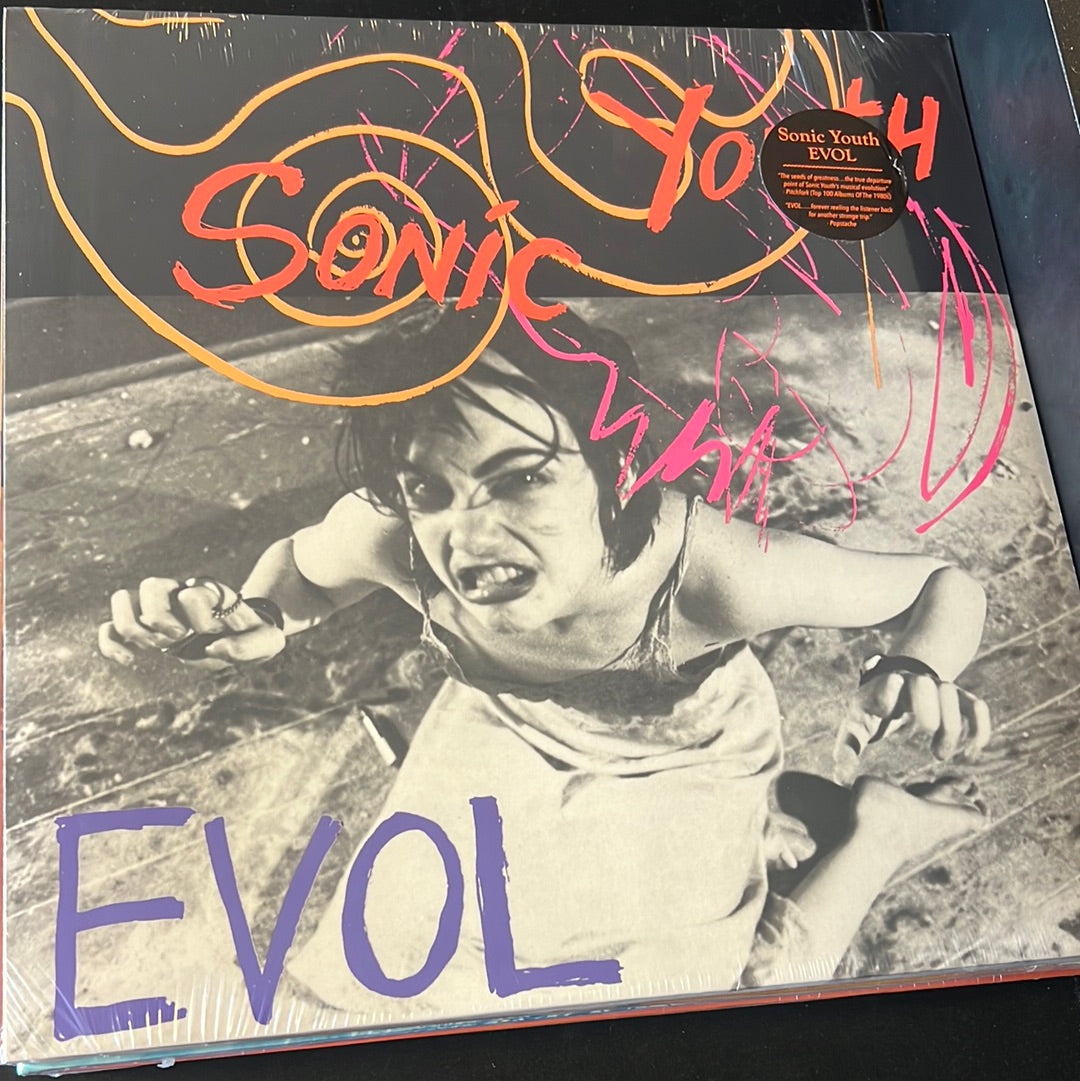 Sonic Youth
Sonic Youth
EVOL
"The seeds of greatness...the true departure
point of Sonic Youth's musical evolution"
Pitchfork (Top 100 Albums Of The 1980s)
"EVOL.....forever reeling the listener back
for another strange trip."
Popstache
EVOL